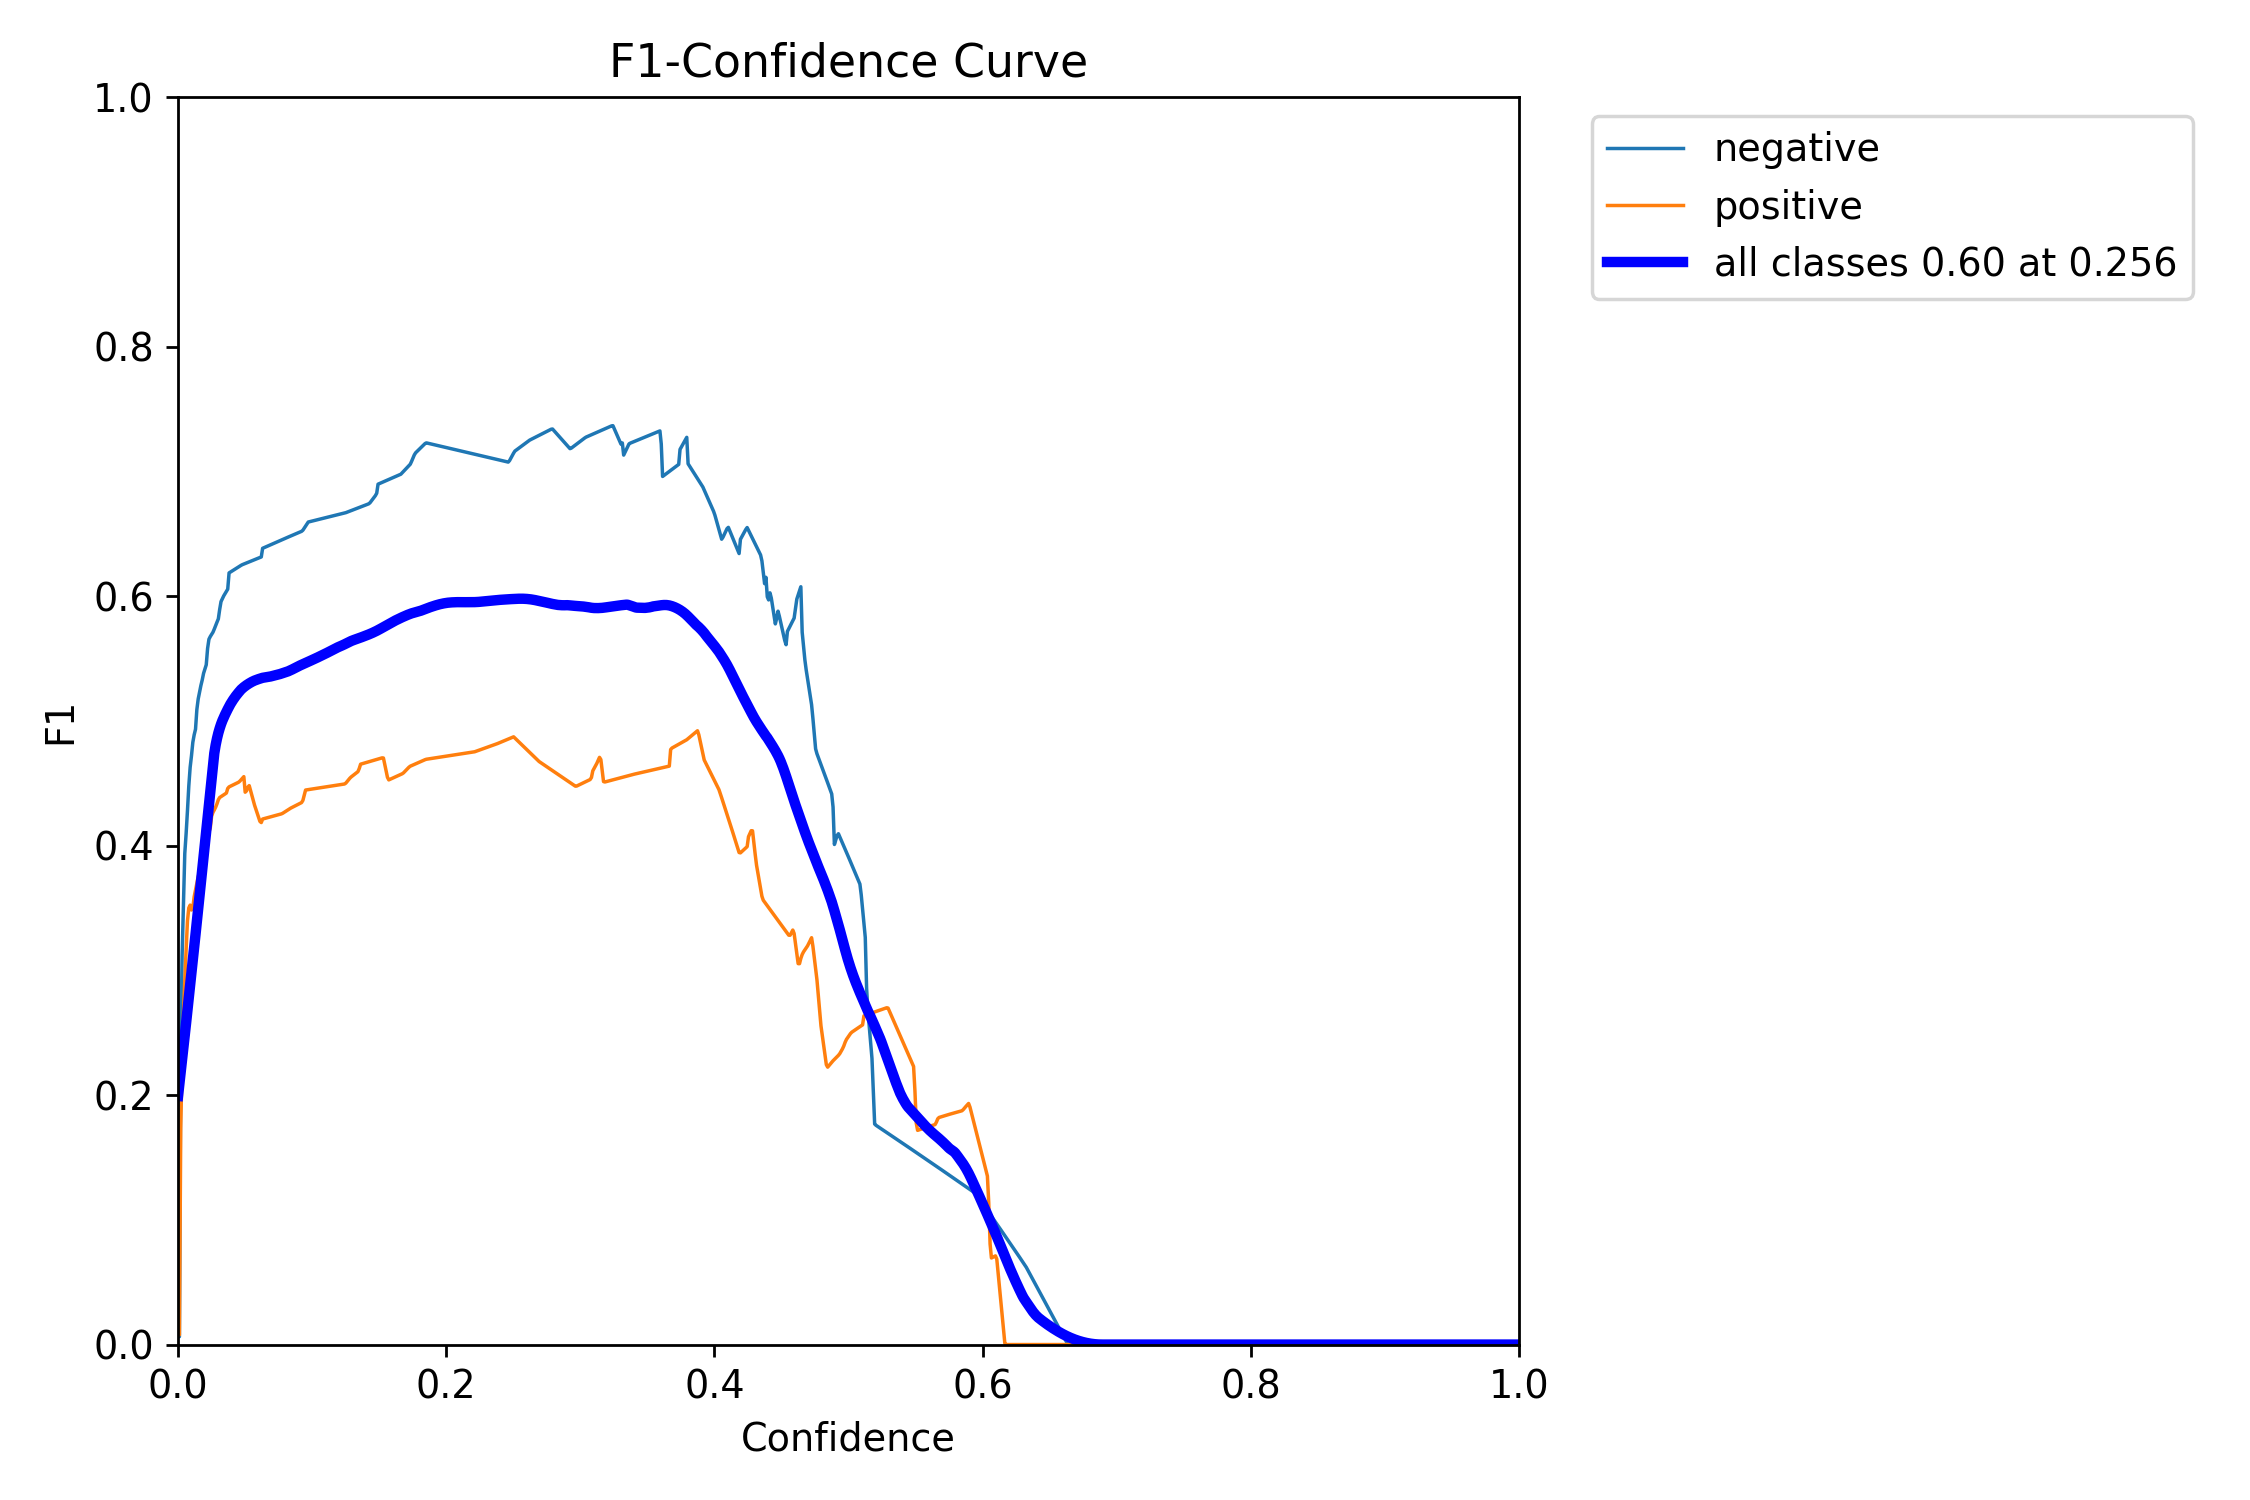 F1-Confidence Curve
1.0
0.8
0.6
0.4
0.2
0.0
F1
0.0 0.2 0.4 0.6 0.8 1.0
Confidence
negative
positive
all classes 0.60 at 0.256